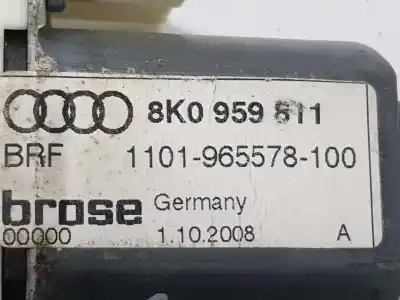 8K0 959 811
BRF 1101-965578-100
brose Germany
00000 1.10.2008 A